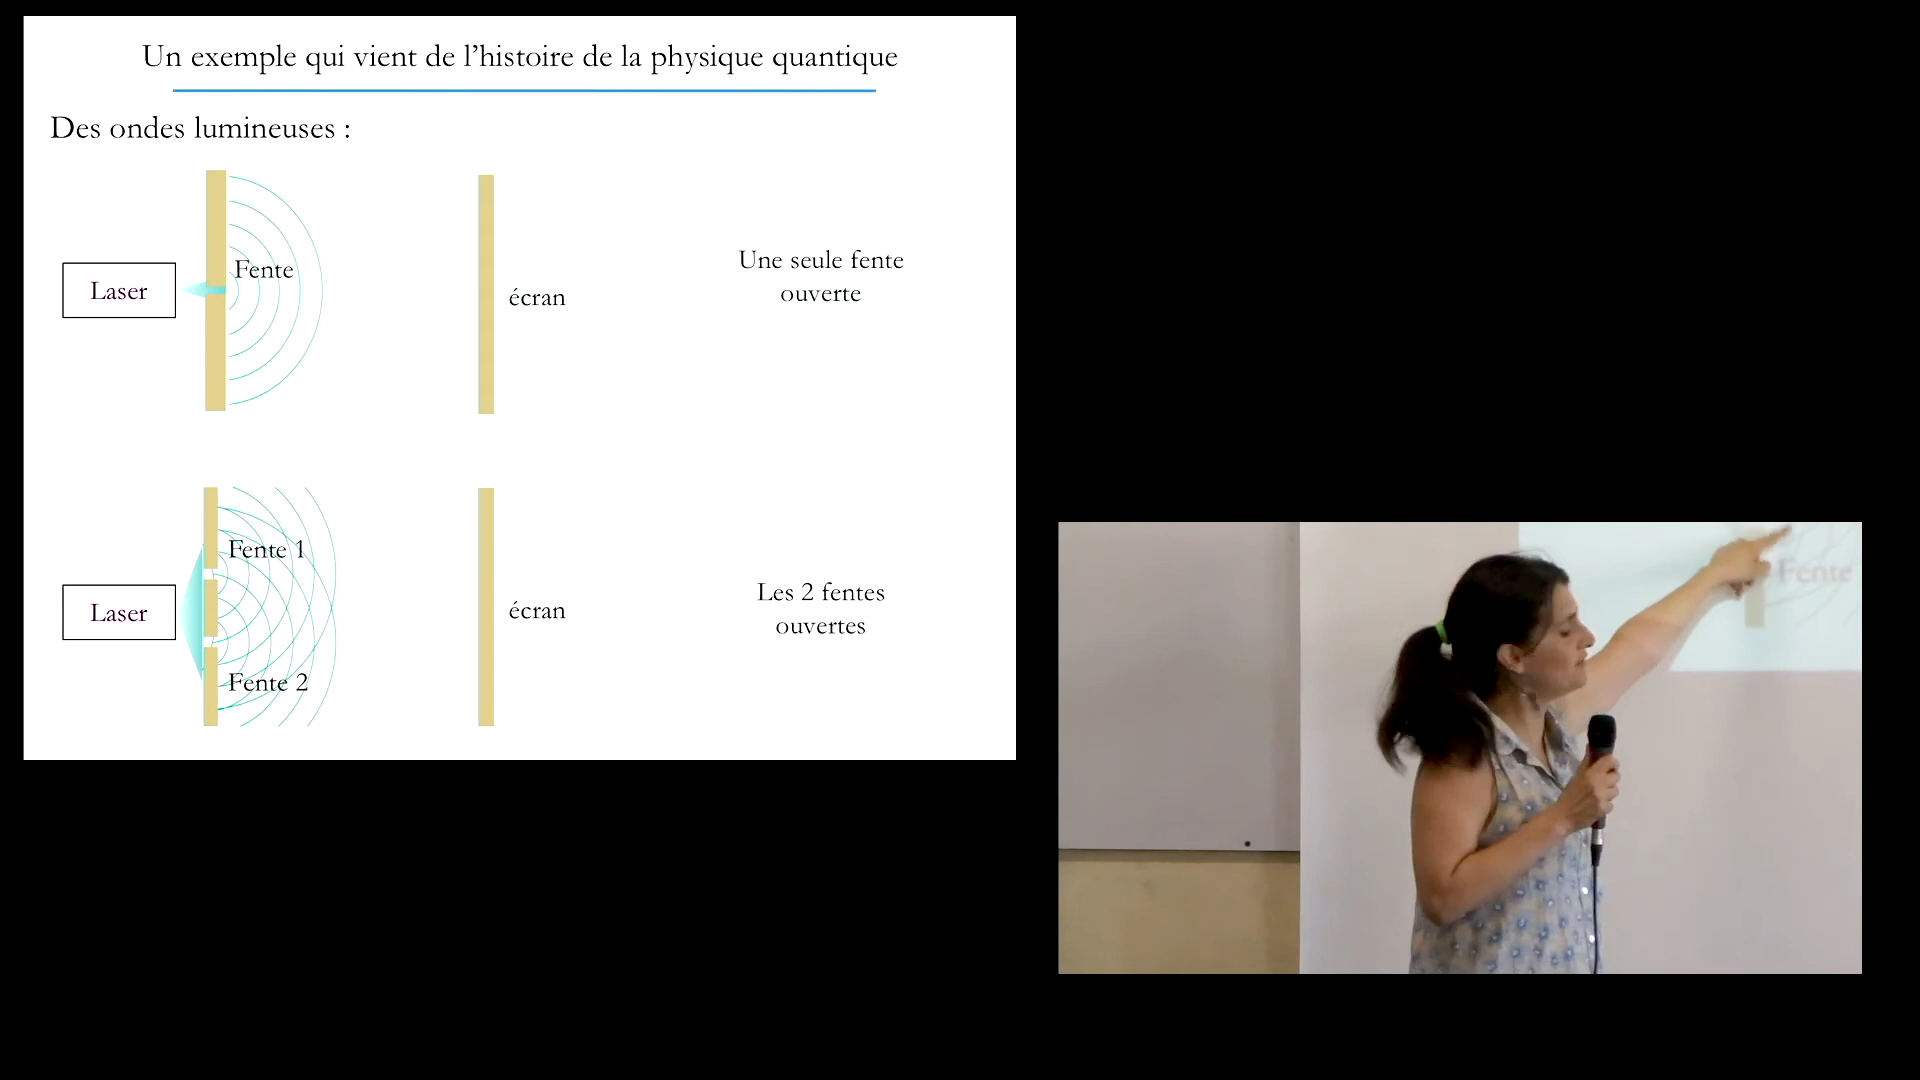 Un exemple qui vient de l’histoire de la physique quantique
Des ondes lumineuses :
Fente
Laser
écran
Une seule fente
ouverte
Fente 1
Laser
écran
Les 2 fentes
ouvertes
Fente 2
Fente